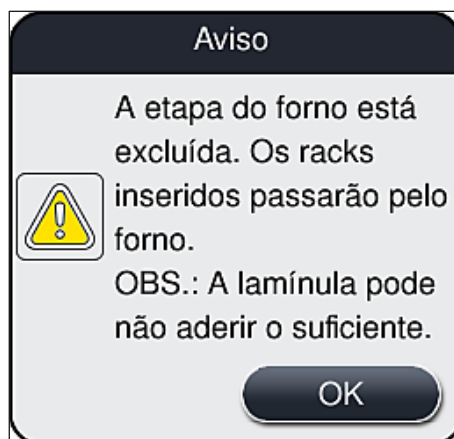 Aviso
A etapa do forno está
excluída. Os racks
inseridos passarão pelo
forno.
OBS.: A lamínula pode
não aderir o suficiente.
OK